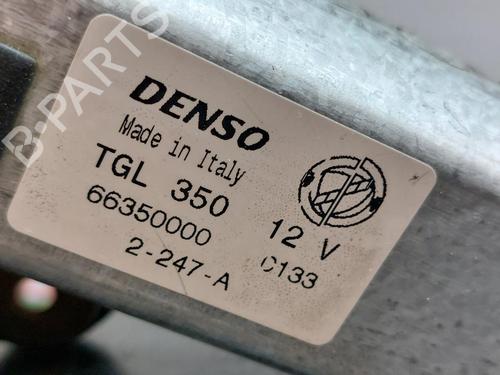 B-PARTS
DENSO
Made in Italy
TGL 350
66350000
12 V
2-247-A
C133